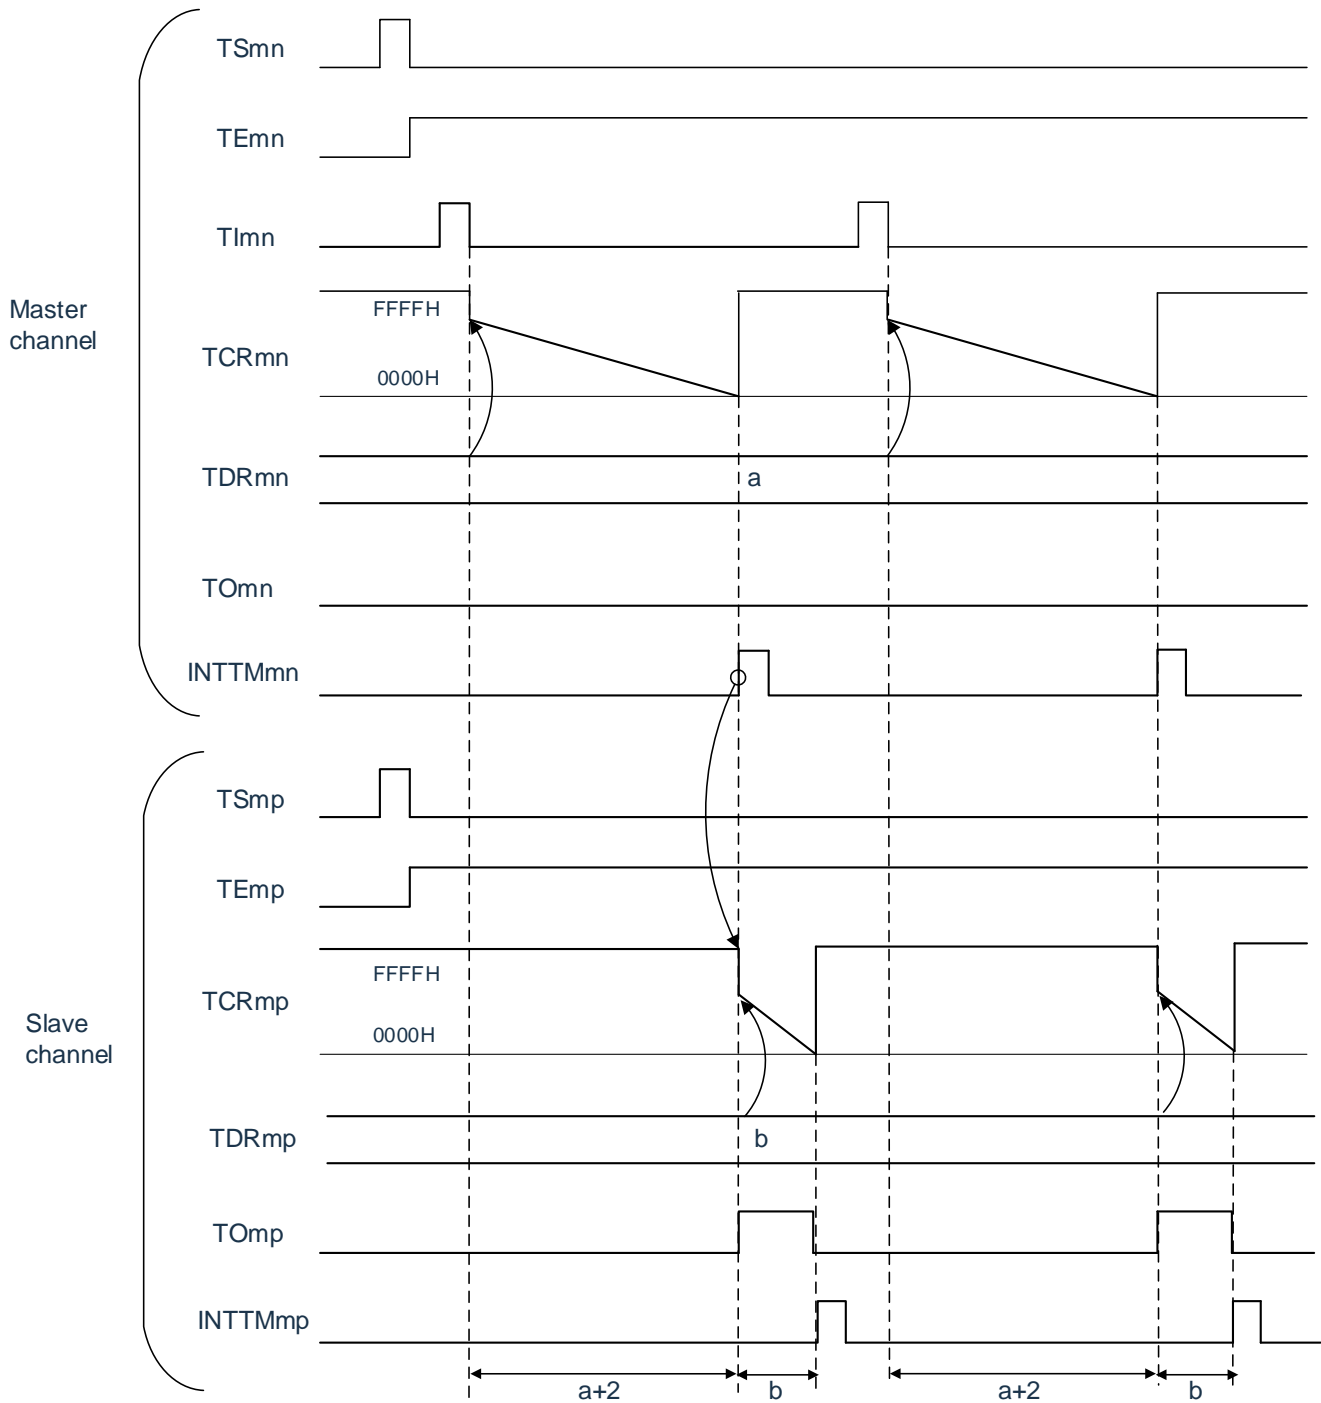 TSmn
TEmn
TImn
Master
channel
FFFFH
TCRmn
0000H
TDRmn
a
TOmn
INTTMmn
TSmp
TEmp
FFFFH
TCRmp
Slave
channel
0000H
TDRmp
b
TOmp
INTTMmp
a+2
b
a+2
b